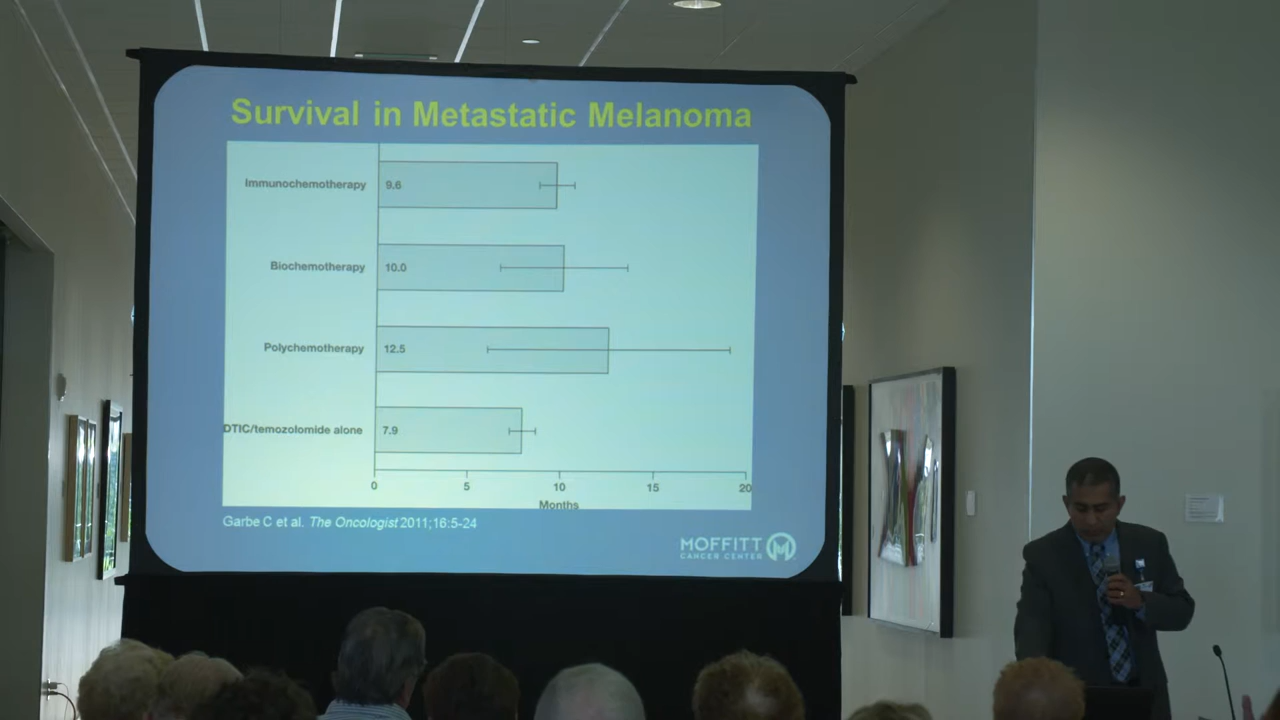 Survival in Metastatic Melanoma
Immunochemotherapy 9.6
Biochemotherapy 10.0
Polychemotherapy 12.5
DTIC/temozolomide alone 7.9
0 5 10 15 20
Months
Garbe C et al. The Oncologist 2011;16:5-24
MOFFITT
CANCER CENTER